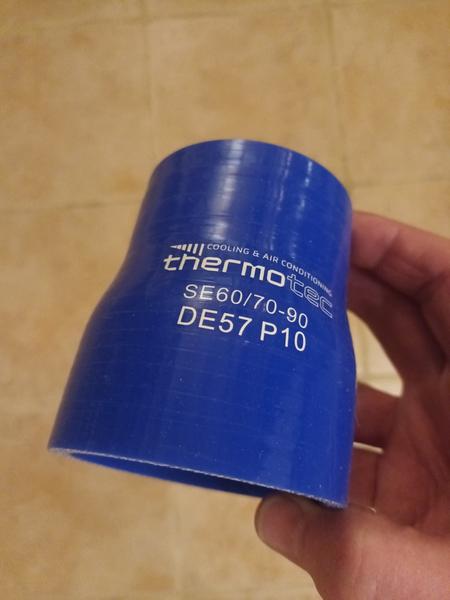 COOLING & AIR CONDITIONING
thermotec
SE60/70-90
DE57 P10